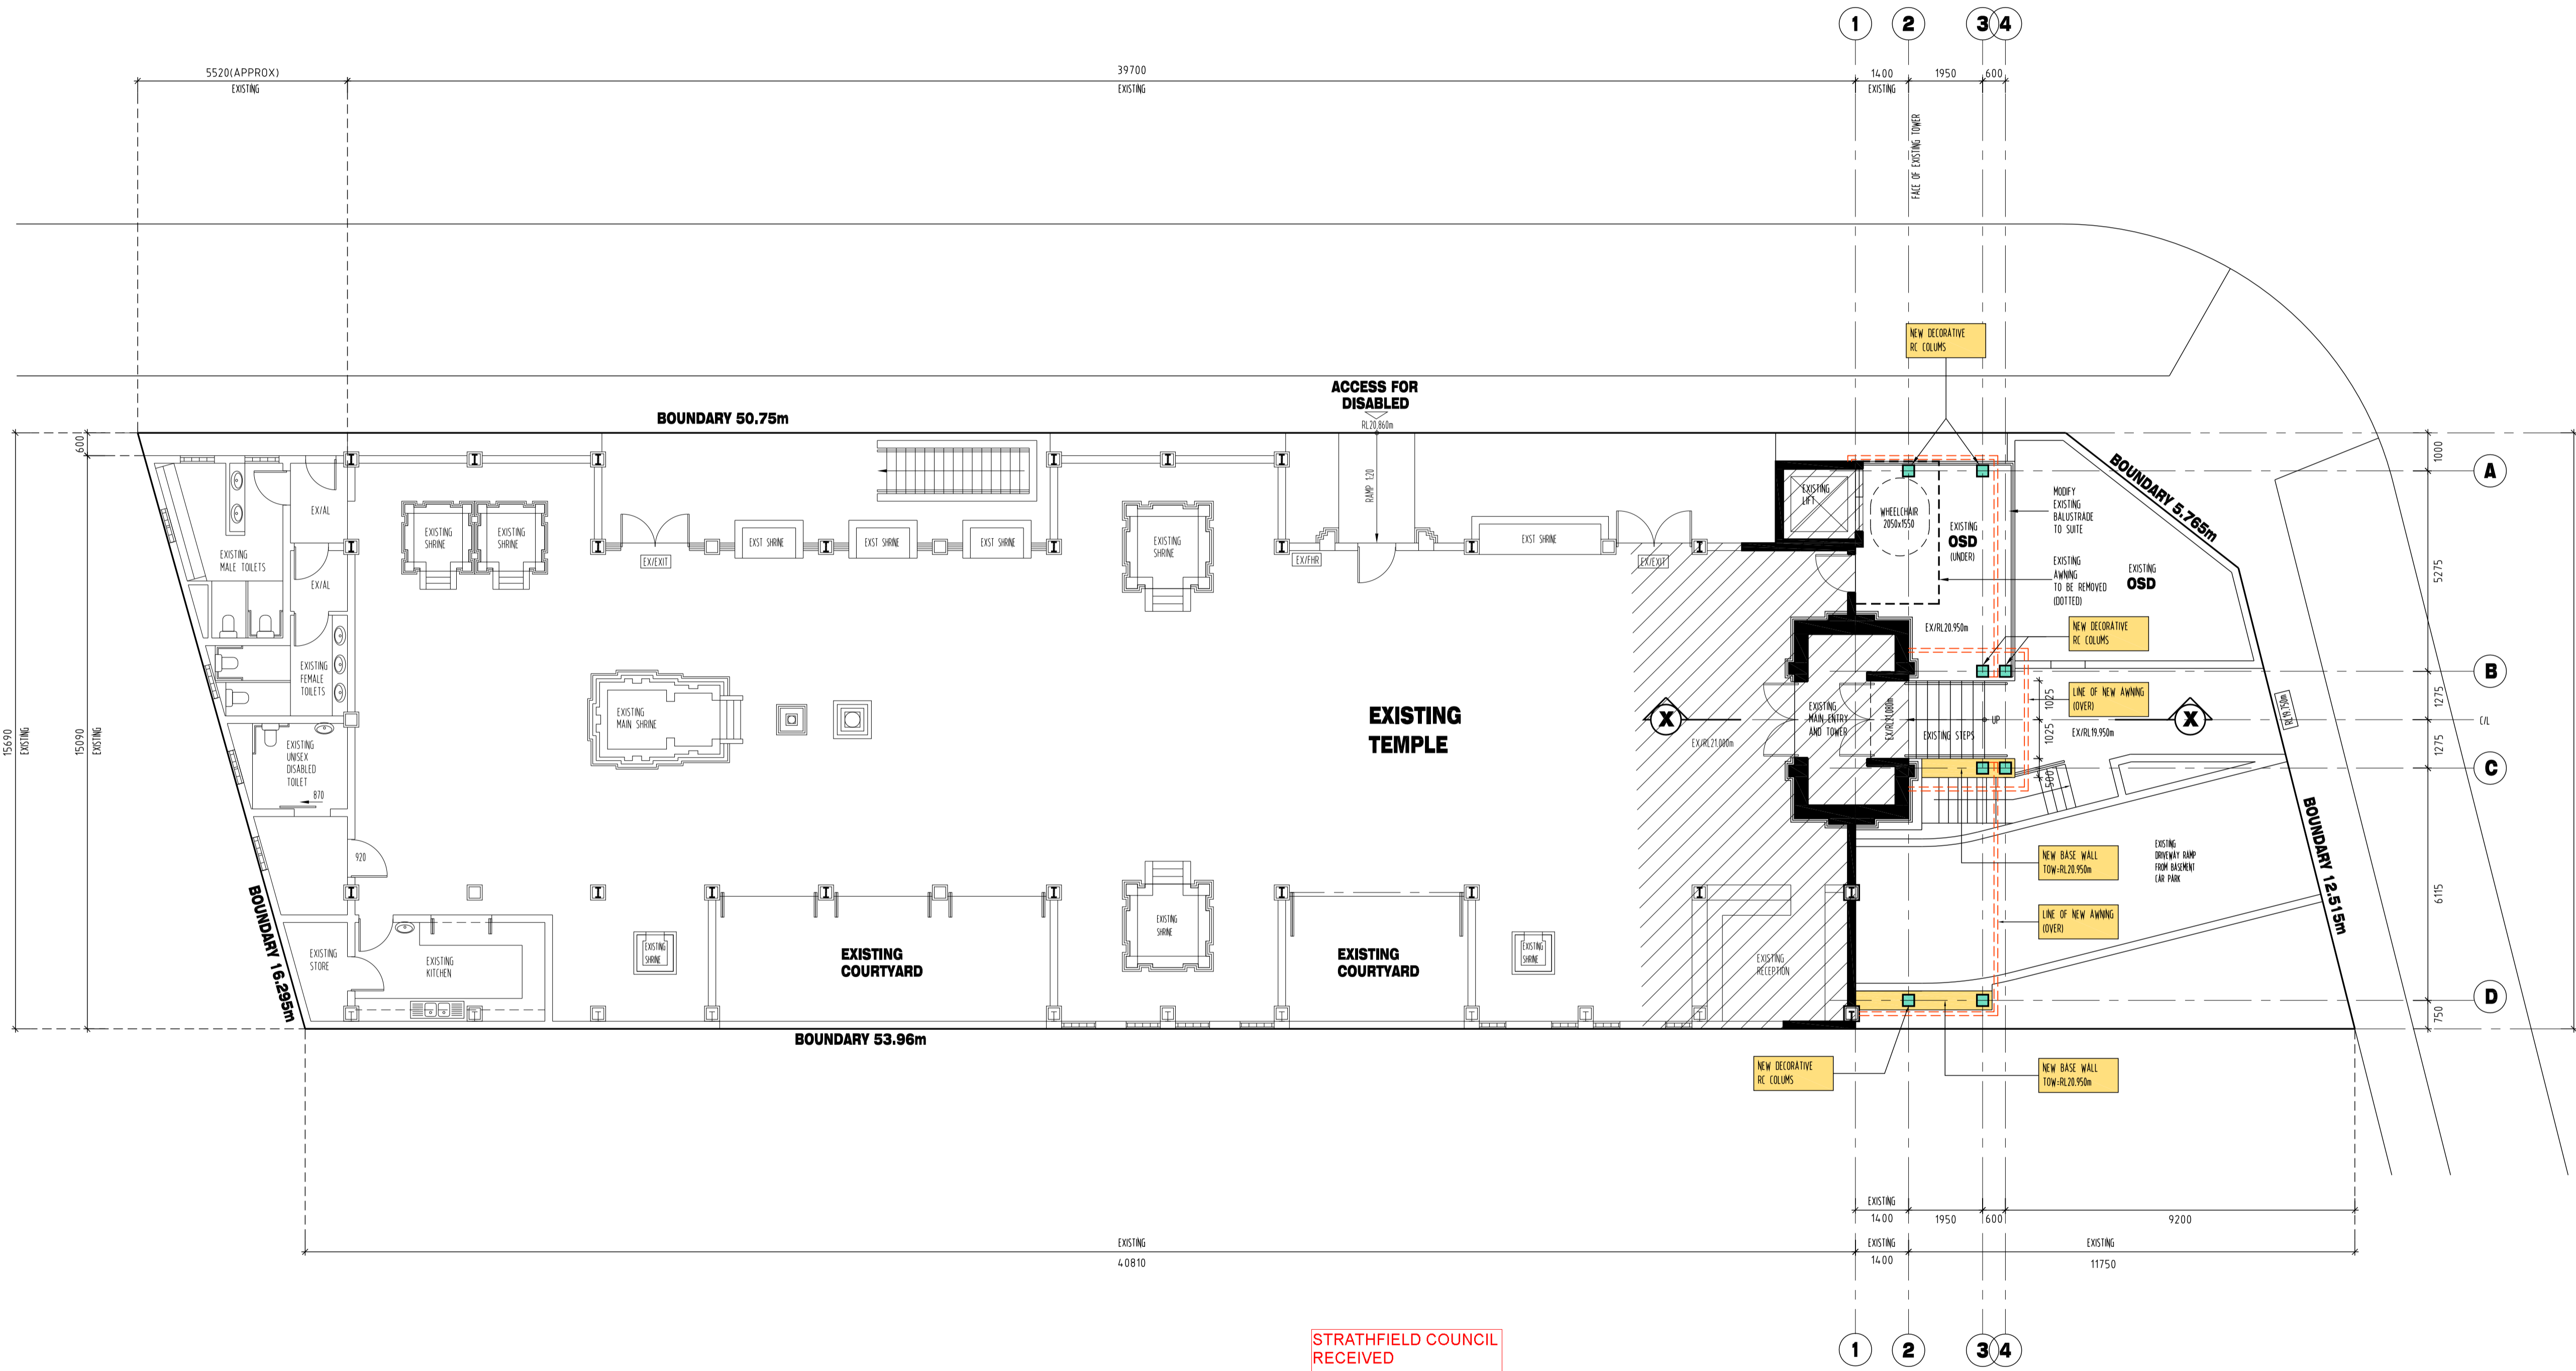 1 2 3 4
5520(APPROX)
EXISTING
39700
EXISTING
1400
EXISTING
1950
600
FACE OF EXISTING TOWER
NEW DECORATIVE
RC COLUMS
ACCESS FOR
DISABLED
RL20.860m
BOUNDARY 50.75m
600
15690
EXISTING
15090
EXISTING
1000
A
BOUNDARY 5.765m
EX/AL
EXISTING
MALE TOILETS
EX/AL
EXISTING
SHRINE
EXISTING
SHRINE
EX/EXIT
EXST SHRINE
EXST SHRINE
EXST SHRINE
EXISTING
SHRINE
RAMP 1:20
EX/FHR
EXST SHRINE
EX/EXIT
EXISTING
LIFT
WHEELCHAIR
2050x1550
EXISTING
OSD
(UNDER)
MODIFY
EXISTING
BALUSTRADE
TO SUITE
EXISTING
AWNING
TO BE REMOVED
(DOTTED)
EXISTING
OSD
5275
EX/RL20.950m
NEW DECORATIVE
RC COLUMS
EXISTING
FEMALE
TOILETS
B
EXISTING
MAIN SHRINE
EXISTING
TEMPLE
X
EX/RL21.000m
EXISTING
MAIN ENTRY
AND TOWER
EX/RL21.080m
EXISTING STEPS
UP
1025
1025
500
LINE OF NEW AWNING
(OVER)
X
EX/RL19.950m
RL19.750m
1275
C/L
1275
C
EXISTING
UNISEX
DISABLED
TOILET
870
920
NEW BASE WALL
TOW=RL20.950m
EXISTING
DRIVEWAY RAMP
FROM BASEMENT
CAR PARK
BOUNDARY 12.515m
6115
LINE OF NEW AWNING
(OVER)
BOUNDARY 16.295m
EXISTING
STORE
EXISTING
KITCHEN
EXISTING
SHRINE
EXISTING
COURTYARD
EXISTING
SHRINE
EXISTING
COURTYARD
EXISTING
SHRINE
EXISTING
RECEPTION
D
750
BOUNDARY 53.96m
NEW DECORATIVE
RC COLUMS
NEW BASE WALL
TOW=RL20.950m
EXISTING
1400
1950
600
9200
EXISTING
40810
EXISTING
1400
EXISTING
11750
1 2 3 4
STRATHFIELD COUNCIL
RECEIVED